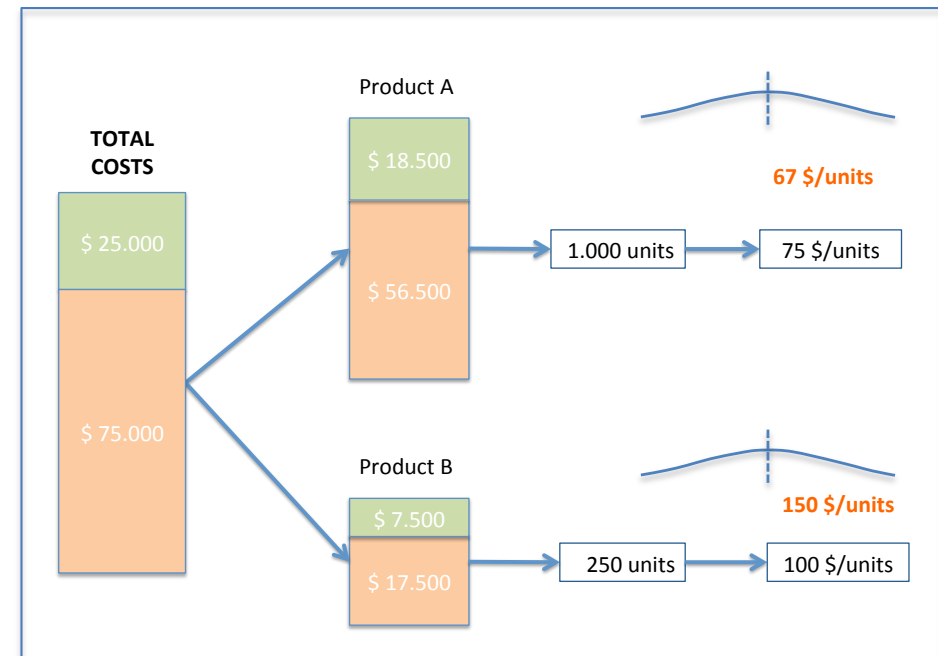 TOTAL
COSTS
$ 25.000
$ 75.000
Product A
$ 18.500
$ 56.500
1.000 units
67 $/units
75 $/units
Product B
$ 7.500
$ 17.500
250 units
150 $/units
100 $/units